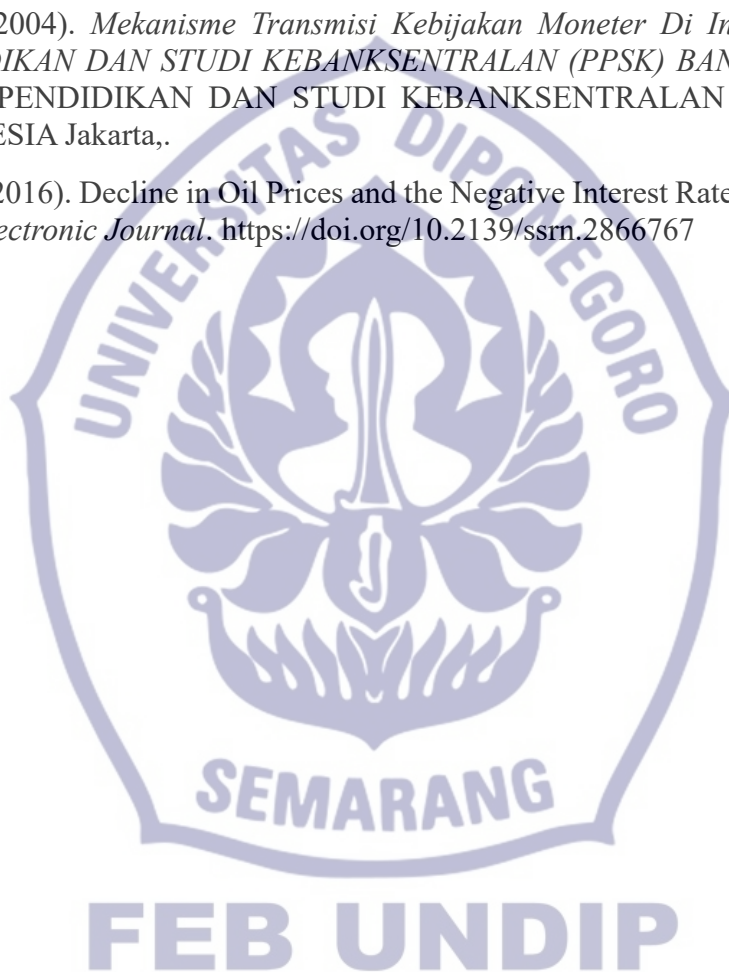 2004). Mekanisme Transmisi Kebijakan Moneter Di In
DIKAN DAN STUDI KEBANKSENTRALAN (PPSK) BAN
PENDIDIKAN DAN STUDI KEBANKSENTRALAN
ESIA Jakarta,.
2016). Decline in Oil Prices and the Negative Interest Rate
ectronic Journal. https://doi.org/10.2139/ssrn.2866767
UNIVERSITAS DIPONEGORO
SEMARANG
FEB UNDIP